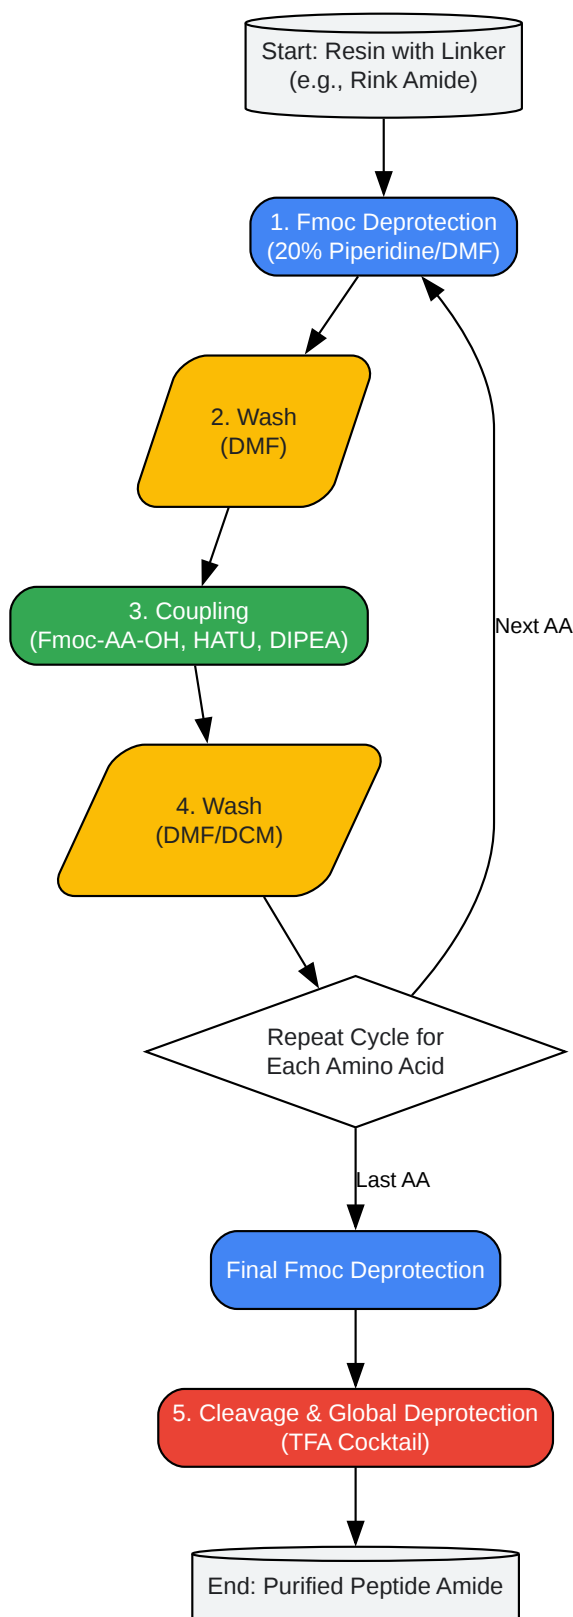 Start: Resin with Linker
(e.g., Rink Amide)
1. Fmoc Deprotection
(20% Piperidine/DMF)
2. Wash
(DMF)
3. Coupling
(Fmoc-AA-OH, HATU, DIPEA)
Next AA
4. Wash
(DMF/DCM)
Repeat Cycle for
Each Amino Acid
Last AA
Final Fmoc Deprotection
5. Cleavage & Global Deprotection
(TFA Cocktail)
End: Purified Peptide Amide